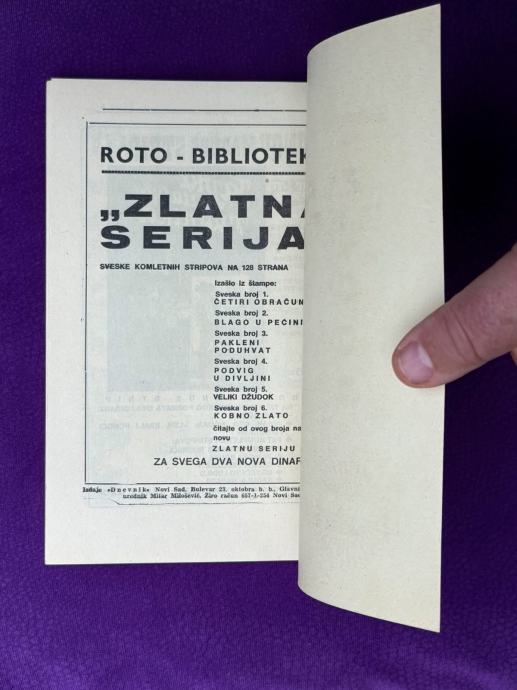 ROTO - BIBLIOTEK
„ZLATNA
SERIJA
SVESKE KOMLETNIH STRIPOVA NA 128 STRANA
Izašlo iz štampe:
Sveska broj 1.
ČETIRI OBRAČUN
Sveska broj 2.
BLAGO U PEĆINI
Sveska broj 3.
PAKLENI
PODUHVAT
Sveska broj 4.
PODVIG
U DIVLJINI
Sveska broj 5.
VELIKI DŽUDOK
Sveska broj 6.
KOBNO ZLATO
čitajte od ovog broja na
novu
ZLATNU SERIJU
ZA SVEGA DVA NOVA DINAR
Izdaje »Dnevnik« Novi Sad, Bulevar 23. oktobra b. b., Glavni
urednik Mitar Milošević, Žiro račun 657-1-254 Novi Sad